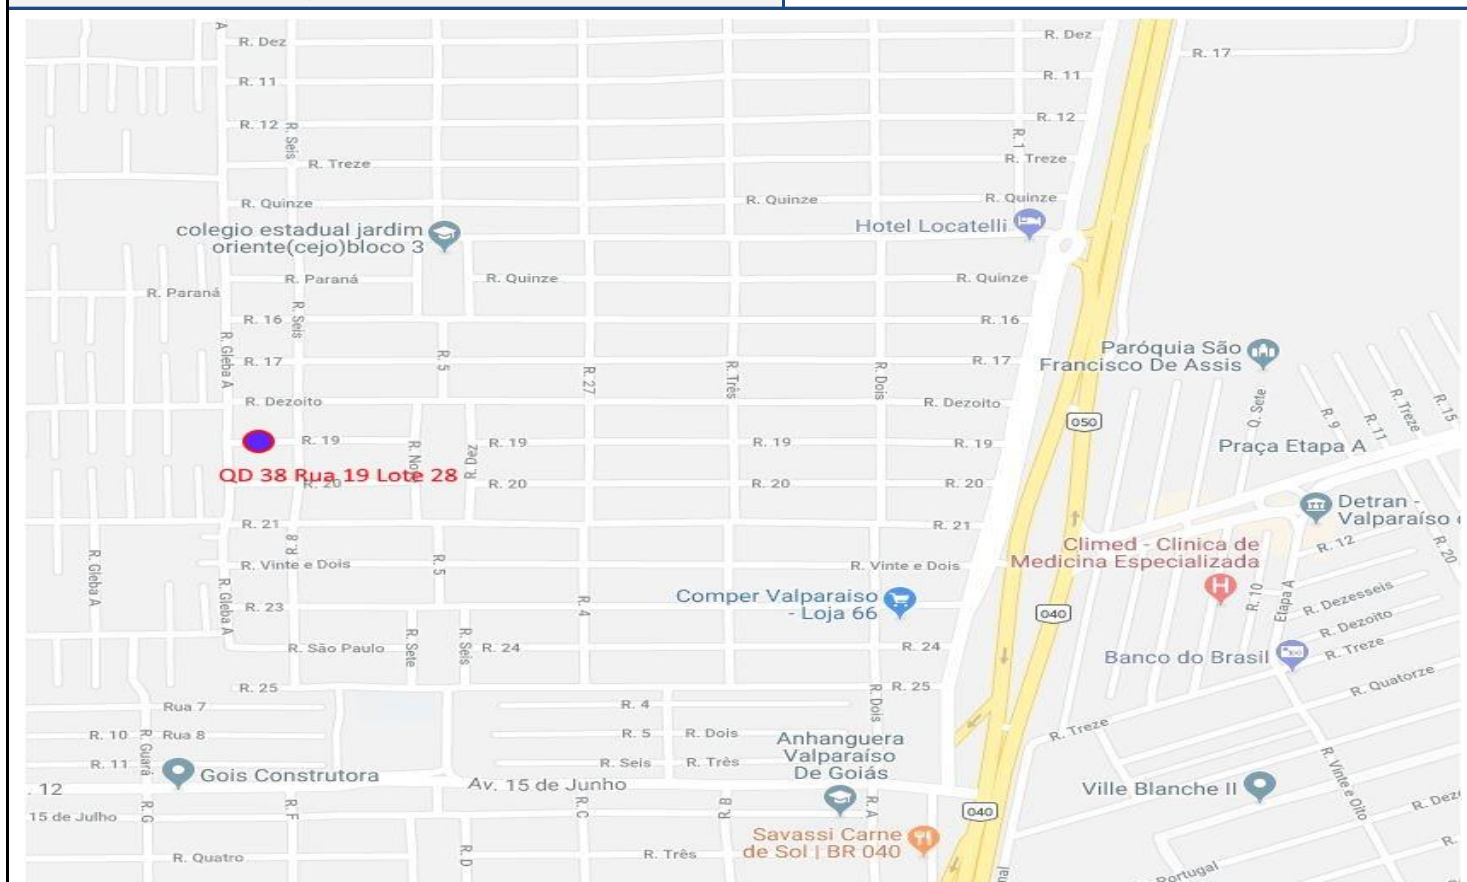 R. Dez
R. Dez
R. 17
R. 11
R. 11
R. 12
R. Seis
R. 12
R. 1
R. Treze
R. Treze
R. Quinze
R. Quinze
R. Quinze
colegio estadual jardim
oriente(cejo)bloco 3
Hotel Locatelli
R. Paraná
R. Paraná
R. Quinze
R. Quinze
R. 16
R. Seis
R. 16
R. Gleba A
R. 17
R. 5
R. 27
R. Três
R. Dois
R. 17
Paróquia São
Francisco De Assis
R. Dezoito
R. Dezoito
050
Q. Sete
R. 9
R. 11
R. Treze
R. 15
Praça Etapa A
R. 19
R. Nove
R. Dez
R. 19
R. 19
R. 19
QD 38 Rua 19 Lote 28
R. 20
R. 20
R. 20
R. 20
Detran -
Valparaíso
R. 21
R. 21
R. 8
R. Gleba A
R. Gleba A
R. Vinte e Dois
R. 5
R. Vinte e Dois
Climed - Clinica de
Medicina Especializada
R. 12
R. 20
R. 10
Etapa A
R. Dezesseis
R. Dezoito
R. Treze
R. 23
R. 4
Comper Valparaiso
- Loja 66
040
R. São Paulo
R. Sete
R. Seis
R. 24
R. 24
Banco do Brasil
R. Quatorze
R. 25
R. Dois
R. 25
Rua 7
R. 4
R. Treze
R. 10
R. Guará
Rua 8
R. 5
R. Dois
Anhanguera
Valparaíso
De Goiás
R. 11
R. Seis
R. Três
R. Vinte e Oito
Gois Construtora
Av. 15 de Junho
Ville Blanche II
. 12
15 de Julho
R. G
R. F
R. C
R. B
R. A
040
R. Dez
R. Quatro
R. D
R. Três
Savassi Carne
de Sol | BR 040
R.
Portugal